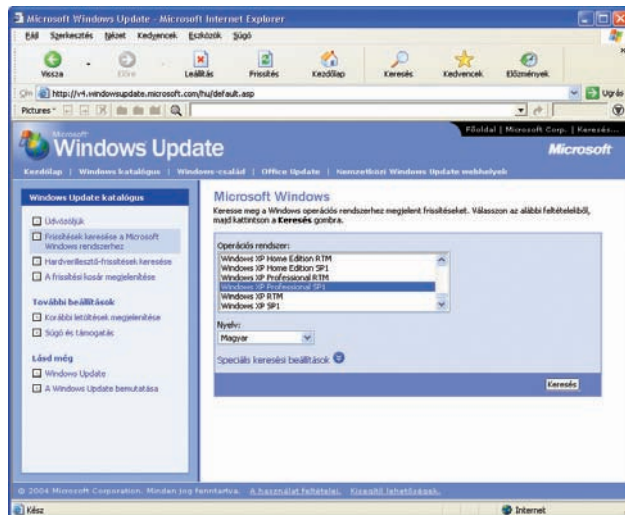 Microsoft Windows Update - Microsoft Internet Explorer
Fájl Szerkesztés Nézet Kedvencek Eszközök Súgó
Vissza Előre Leállítás Frissítés Kezdőlap Keresés Kedvencek Előzmények
http://v4.windowsupdate.microsoft.com/hu/default.asp Ugrás
Pictures
Főoldal | Microsoft Corp. | Keresés...
Microsoft
Windows Update
Microsoft
Kezdőlap | Windows katalógus | Windows-család | Office Update | Nemzetközi Windows Update webhelyek
Windows Update katalógus
Üdvözöljük
Frissítések keresése a Microsoft
Windows rendszerhez
Hardverillesztő-frissítések keresése
A frissítési kosár megjelenítése
További beállítások
Korábbi letöltések megjelenítése
Súgó és támogatás
Lásd még
Windows Update
A Windows Update bemutatása
Microsoft Windows
Keresse meg a Windows operációs rendszerhez megjelent frissítéseket. Válasszon az alábbi feltételekből,
majd kattintson a Keresés gombra.
Operációs rendszer:
Windows XP Home Edition RTM
Windows XP Home Edition SP1
Windows XP Professional RTM
Windows XP Professional SP1
Windows XP RTM
Windows XP SP1
Nyelv:
Magyar
Speciális keresési beállítások
Keresés
© 2004 Microsoft Corporation. Minden jog fenntartva. A használat feltételei. Kisegítő lehetőségek.
Kész Internet